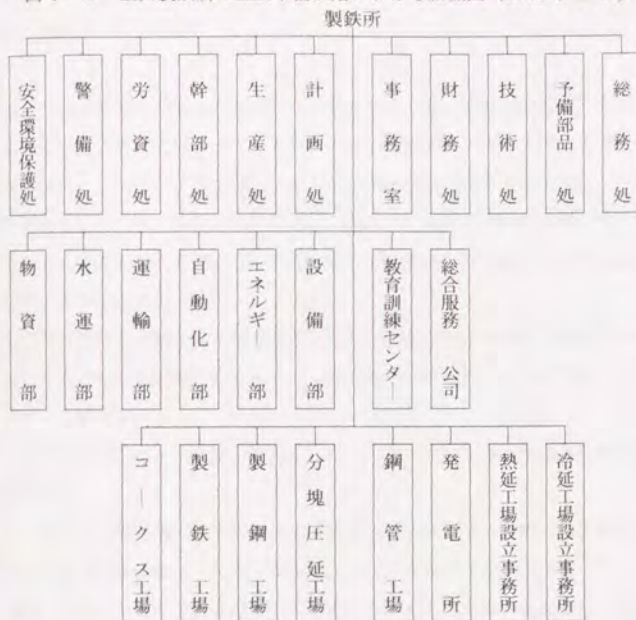 製鉄所
安全環境保護処
警備処
労資処
幹部処
生産処
計画処
事務室
財務処
技術処
予備部品処
総務処
物資部
水運部
運輸部
自動化部
エネルギー部
設備部
教育訓練センター
総合服務公司
コークス工場
製鉄工場
製鋼工場
分塊圧延工場
鋼管工場
発電所
熱延工場設立事務所
冷延工場設立事務所